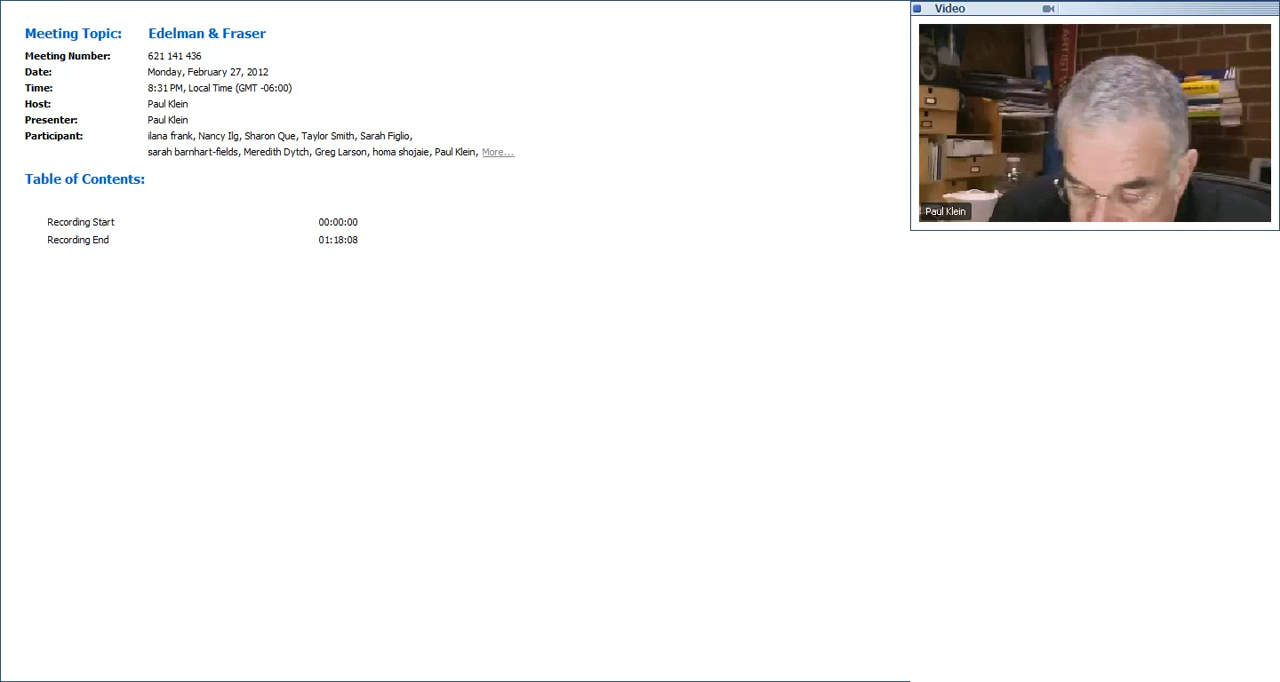 Meeting Topic: Edelman & Fraser
Meeting Number: 621 141 436
Date: Monday, February 27, 2012
Time: 8:31 PM, Local Time (GMT -06:00)
Host: Paul Klein
Presenter: Paul Klein
Participant: ilana frank, Nancy Ilg, Sharon Que, Taylor Smith, Sarah Figlio,
sarah barnhart-fields, Meredith Dytch, Greg Larson, homa shojaie, Paul Klein, More...
Table of Contents:
Recording Start 00:00:00
Recording End 01:18:08
Video
ARTIST
Paul Klein